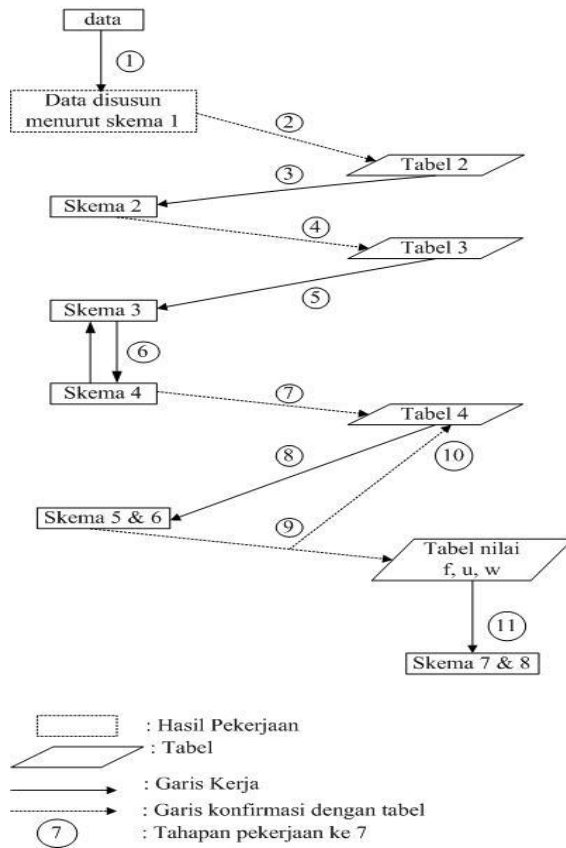 data
①
Data disusun
menurut skema 1
②
Tabel 2
③
Skema 2
④
Tabel 3
⑤
Skema 3
⑥
Skema 4
⑦
Tabel 4
⑧
⑩
Skema 5 & 6
⑨
Tabel nilai
f, u, w
⑪
Skema 7 & 8
: Hasil Pekerjaan
: Tabel
: Garis Kerja
: Garis konfirmasi dengan tabel
⑦ : Tahapan pekerjaan ke 7